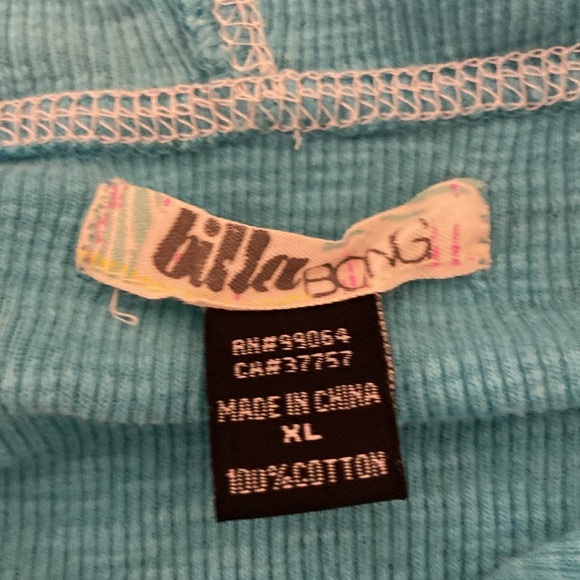 billa BONG
RN#99064
CA#37757
MADE IN CHINA
XL
100%COTTON